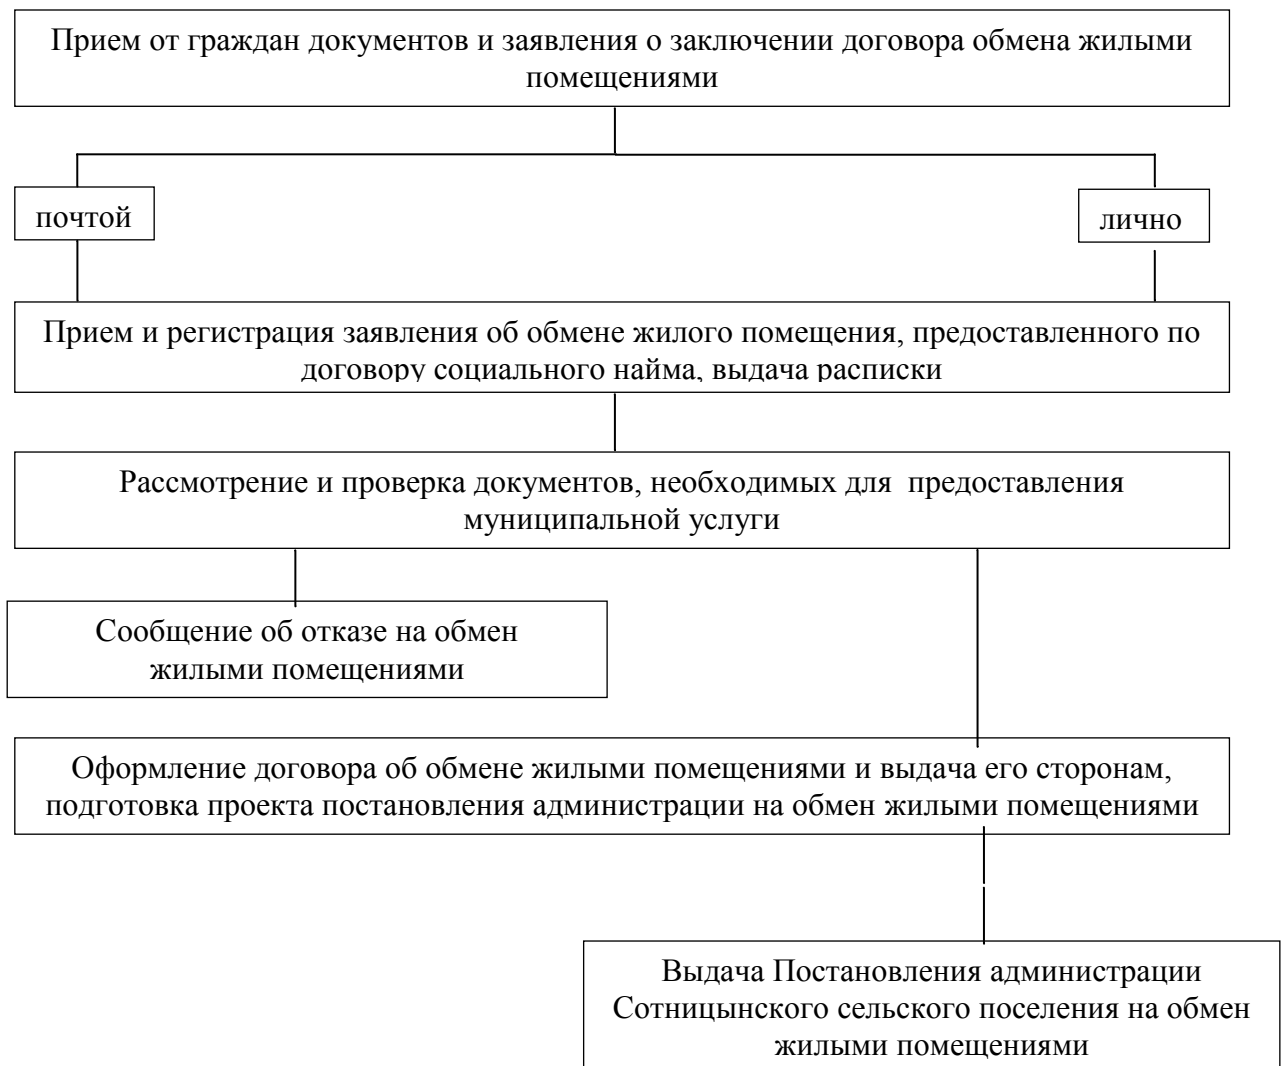 Прием от граждан документов и заявления о заключении договора обмена жилыми
помещениями
почтой
лично
Прием и регистрация заявления об обмене жилого помещения, предоставленного по
договору социального найма, выдача расписки
Рассмотрение и проверка документов, необходимых для предоставления
муниципальной услуги
Сообщение об отказе на обмен
жилыми помещениями
Оформление договора об обмене жилыми помещениями и выдача его сторонам,
подготовка проекта постановления администрации на обмен жилыми помещениями
Выдача Постановления администрации
Сотницынского сельского поселения на обмен
жилыми помещениями